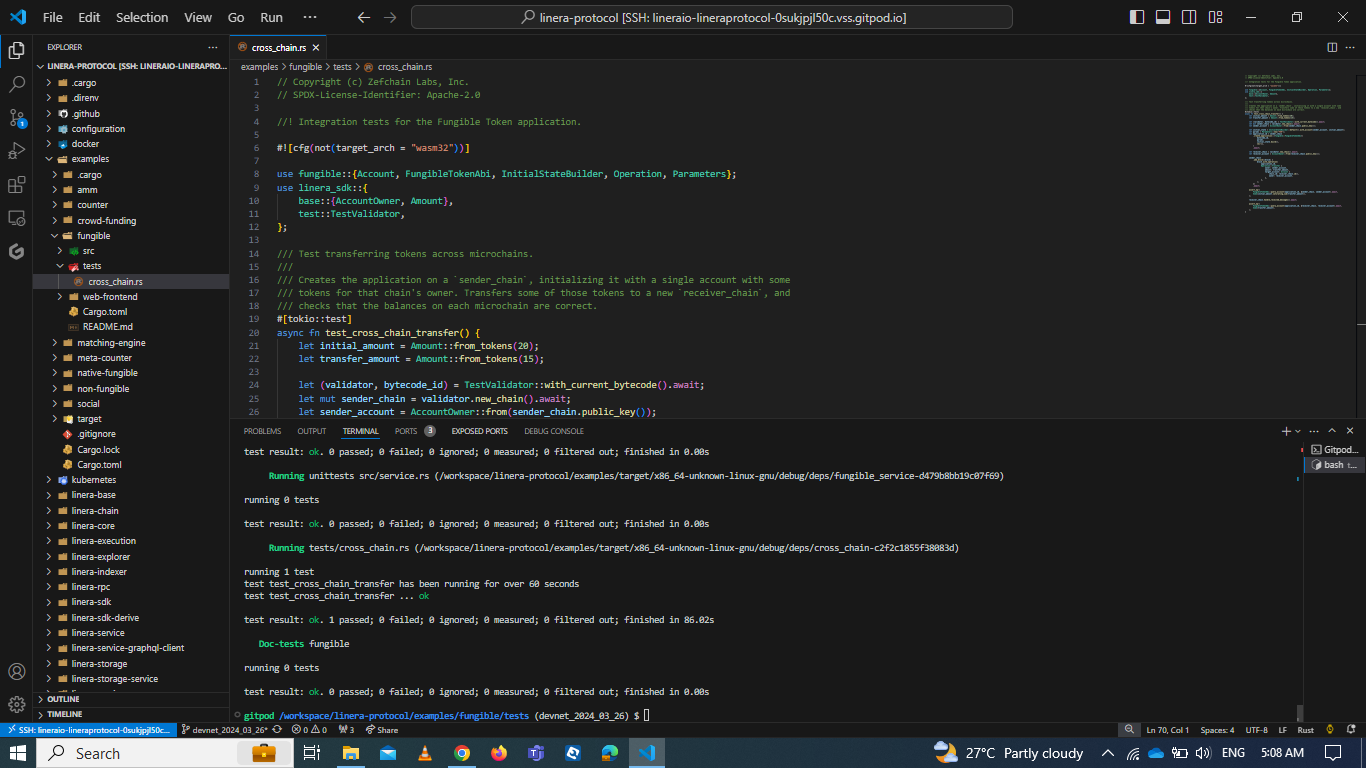 File Edit Selection View Go Run ···
linera-protocol [SSH: lineraio-lineraprotocol-0sukjpjl50c.vss.gitpod.io]
EXPLORER
LINERA-PROTOCOL [SSH: LINERAIO-LINERAPRO...
.cargo
.direnv
.github
configuration
docker
examples
.cargo
amm
counter
crowd-funding
fungible
src
tests
cross_chain.rs
web-frontend
Cargo.toml
README.md
matching-engine
meta-counter
native-fungible
non-fungible
social
target
.gitignore
Cargo.lock
Cargo.toml
kubernetes
linera-base
linera-chain
linera-core
linera-execution
linera-explorer
linera-indexer
linera-rpc
linera-sdk
linera-sdk-derive
linera-service
linera-service-graphql-client
linera-storage
linera-storage-service
OUTLINE
TIMELINE
cross_chain.rs
examples > fungible > tests > cross_chain.rs
1 // Copyright (c) Zefchain Labs, Inc.
2 // SPDX-License-Identifier: Apache-2.0
3
4 //! Integration tests for the Fungible Token application.
5
6 #![cfg(not(target_arch = "wasm32"))]
7
8 use fungible::{Account, FungibleTokenAbi, InitialStateBuilder, Operation, Parameters};
9 use linera_sdk::{
10 base::{AccountOwner, Amount},
11 test::TestValidator,
12 };
13
14 /// Test transferring tokens across microchains.
15 ///
16 /// Creates the application on a `sender_chain`, initializing it with a single account with some
17 /// tokens for that chain's owner. Transfers some of those tokens to a new `receiver_chain`, and
18 /// checks that the balances on each microchain are correct.
19 #[tokio::test]
20 async fn test_cross_chain_transfer() {
21 let initial_amount = Amount::from_tokens(20);
22 let transfer_amount = Amount::from_tokens(15);
23
24 let (validator, bytecode_id) = TestValidator::with_current_bytecode().await;
25 let mut sender_chain = validator.new_chain().await;
26 let sender_account = AccountOwner::from(sender_chain.public_key());
PROBLEMS OUTPUT TERMINAL PORTS 3 EXPOSED PORTS DEBUG CONSOLE
Gitpod...
bash t...
test result: ok. 0 passed; 0 failed; 0 ignored; 0 measured; 0 filtered out; finished in 0.00s
Running unittests src/service.rs (/workspace/linera-protocol/examples/target/x86_64-unknown-linux-gnu/debug/deps/fungible_service-d479b8bb19c07f69)
running 0 tests
test result: ok. 0 passed; 0 failed; 0 ignored; 0 measured; 0 filtered out; finished in 0.00s
Running tests/cross_chain.rs (/workspace/linera-protocol/examples/target/x86_64-unknown-linux-gnu/debug/deps/cross_chain-c2f2c1855f38083d)
running 1 test
test test_cross_chain_transfer has been running for over 60 seconds
test test_cross_chain_transfer ... ok
test result: ok. 1 passed; 0 failed; 0 ignored; 0 measured; 0 filtered out; finished in 86.02s
Doc-tests fungible
running 0 tests
test result: ok. 0 passed; 0 failed; 0 ignored; 0 measured; 0 filtered out; finished in 0.00s
gitpod /workspace/linera-protocol/examples/fungible/tests (devnet_2024_03_26) $
SSH: lineraio-lineraprotocol-0sukjpjl50c... devnet_2024_03_26* 0 0 3 Share Ln 70, Col 1 Spaces: 4 UTF-8 LF Rust
Search 27°C Partly cloudy ENG 5:08 AM